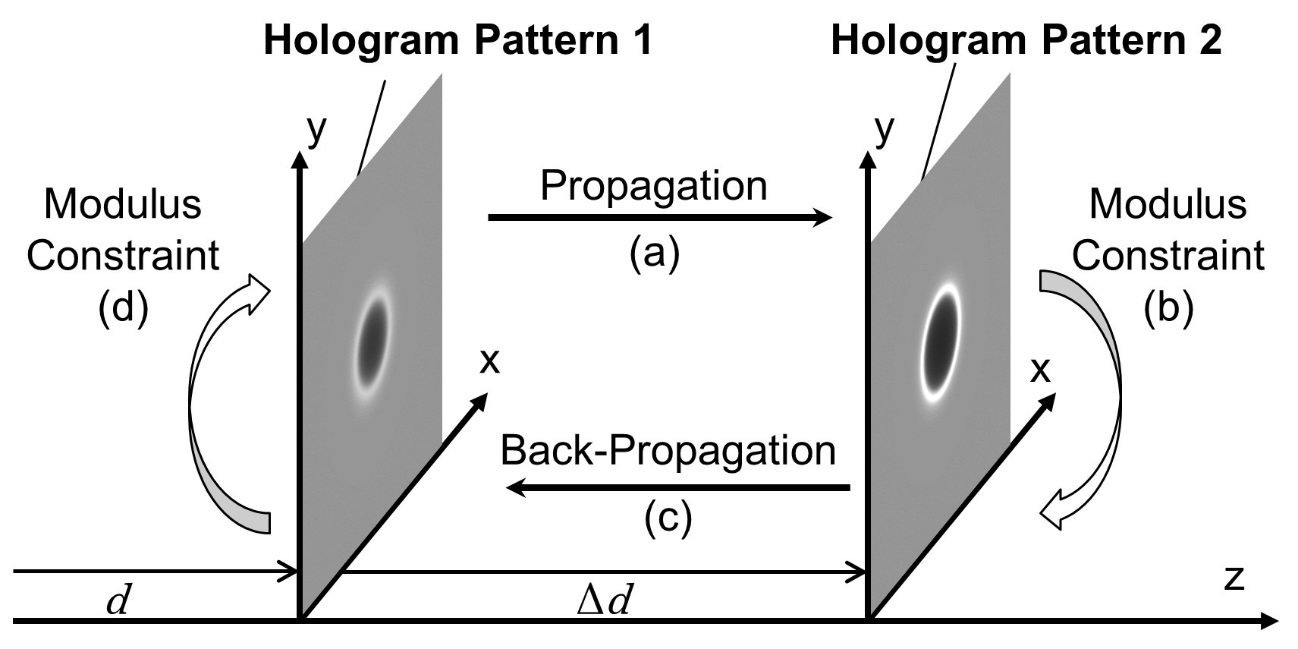 Hologram Pattern 1
Hologram Pattern 2
y
y
Modulus
Constraint
(d)
Propagation
(a)
Modulus
Constraint
(b)
x
x
Back-Propagation
(c)
d
Δd
z